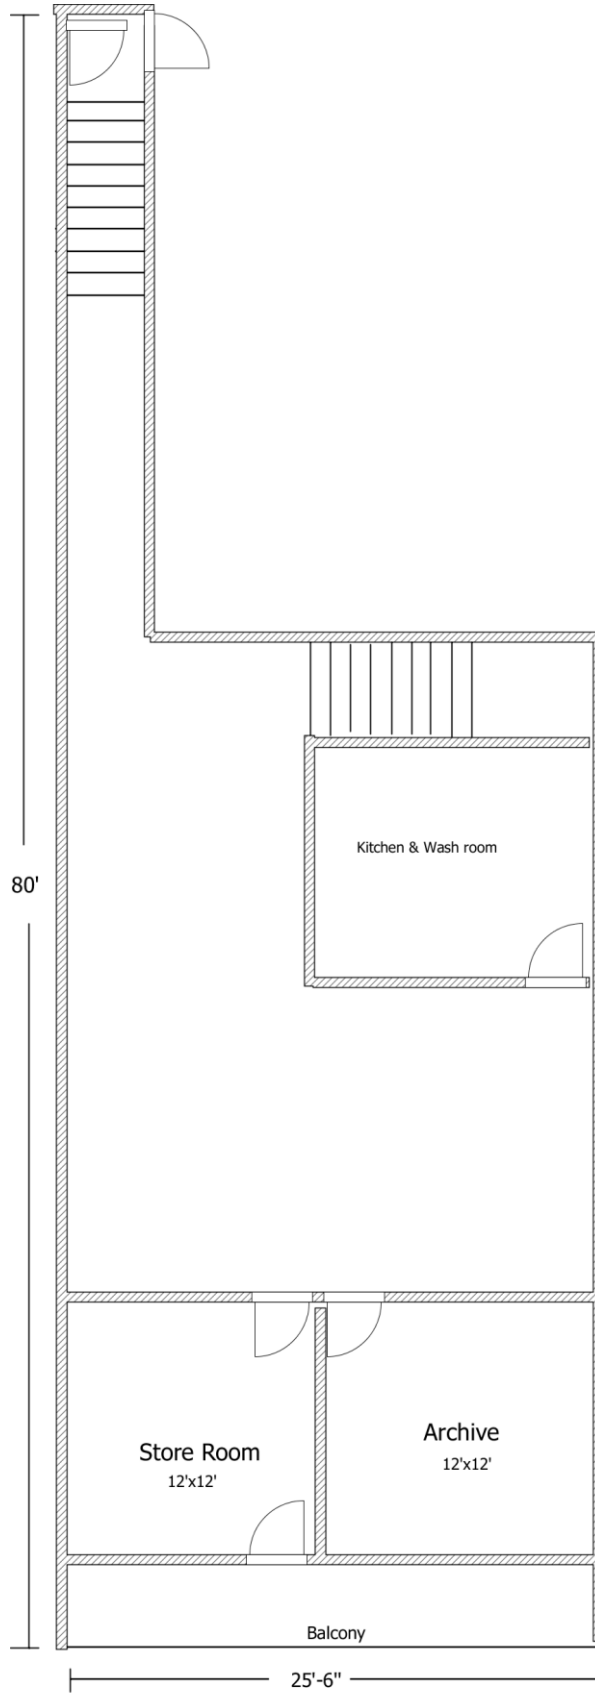 Kitchen & Wash room
80'
Archive
12'x12'
Store Room
12'x12'
Balcony
25'-6"